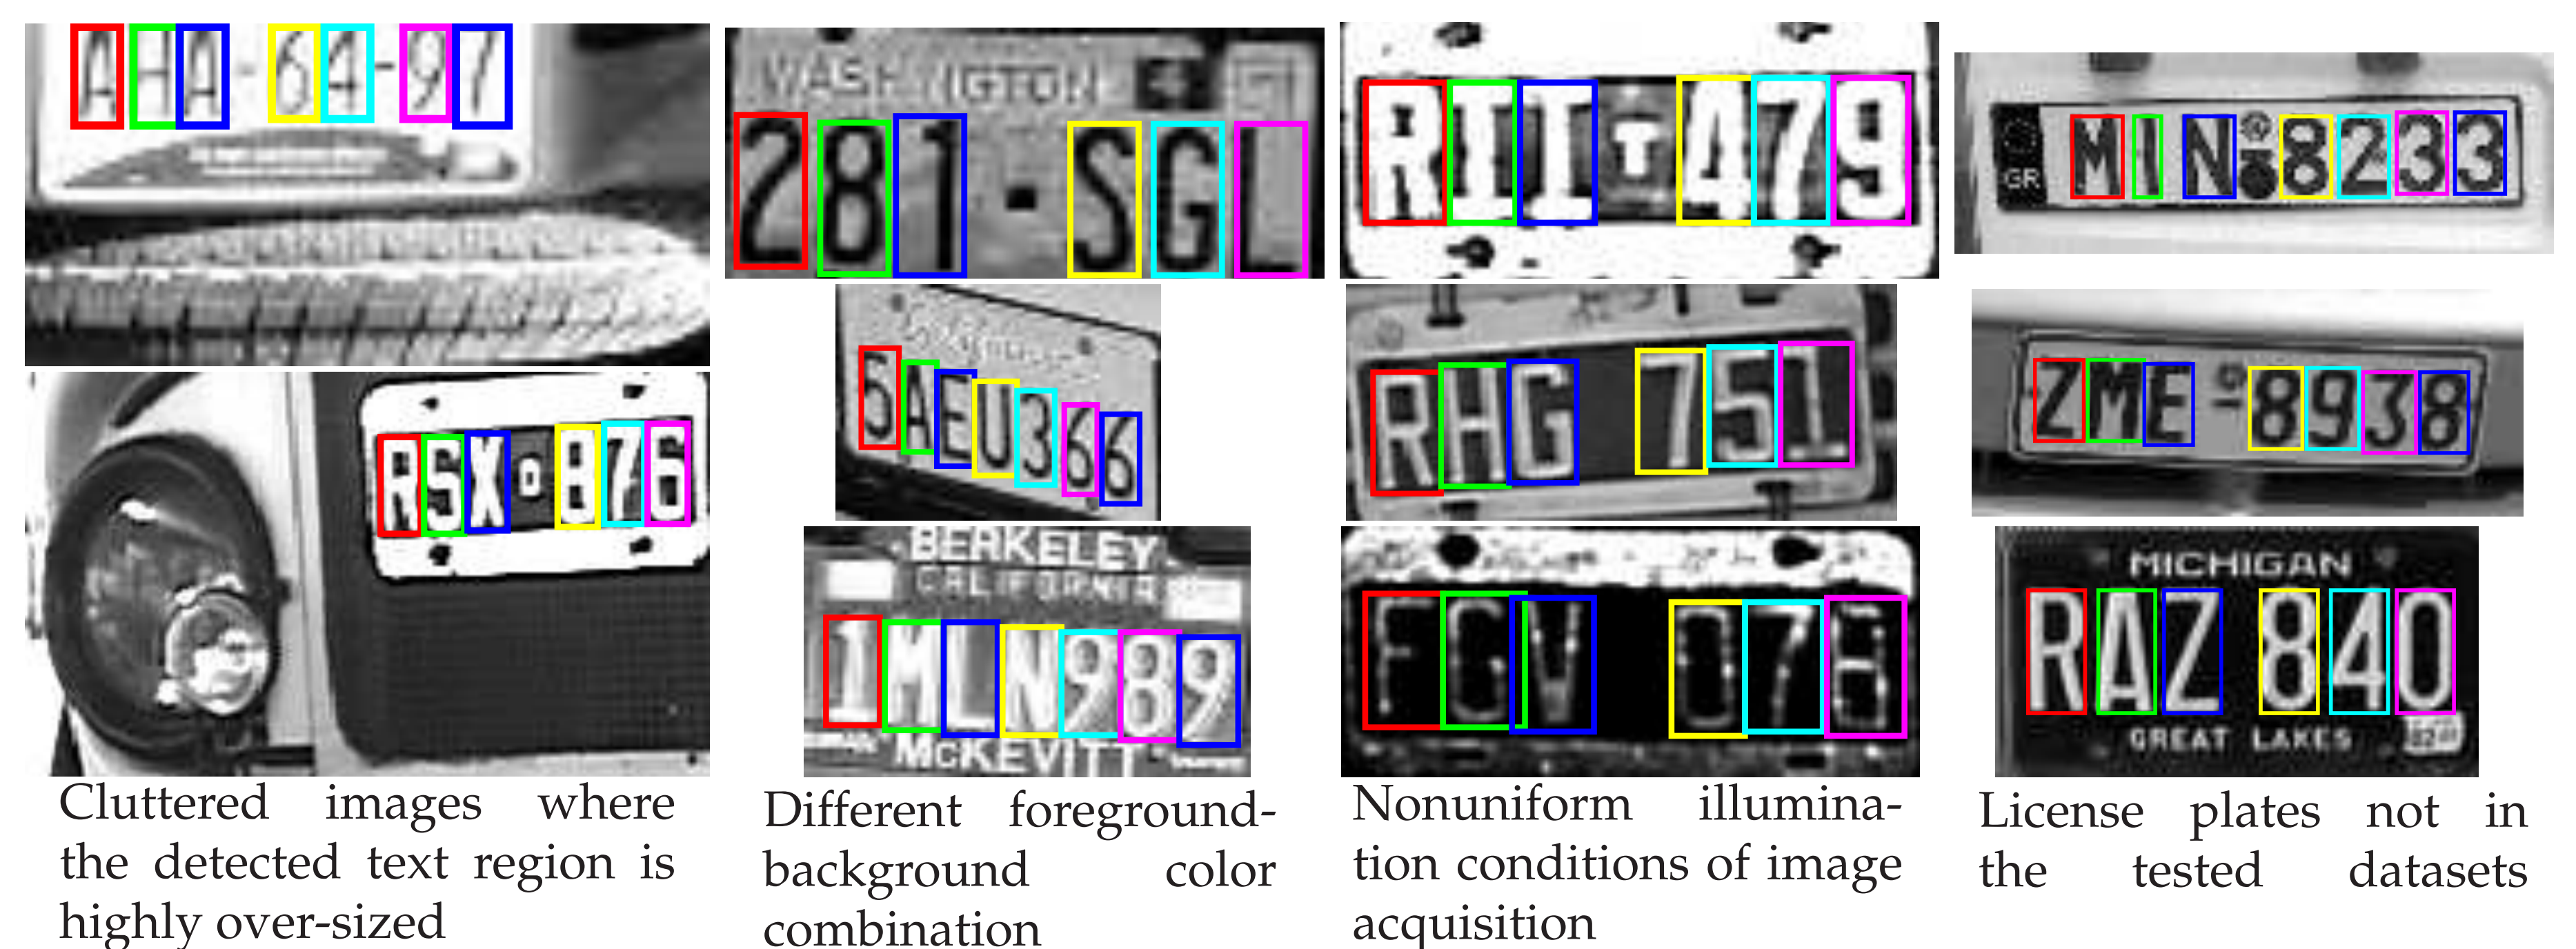 AHA-64-97
RSX 876
Cluttered images where
the detected text region is
highly over-sized
WASHINGTON
281-SGL
5AEU366
BERKELEY
CALIFORNIA
1MLN989
McKEVITT
Different foreground-
background color
combination
RII T 479
RHG 751
FGV 078
Nonuniform illumina-
tion conditions of image
acquisition
GR
MIN 8233
ZME 8938
MICHIGAN
RAZ 840
GREAT LAKES
License plates not in
the tested datasets